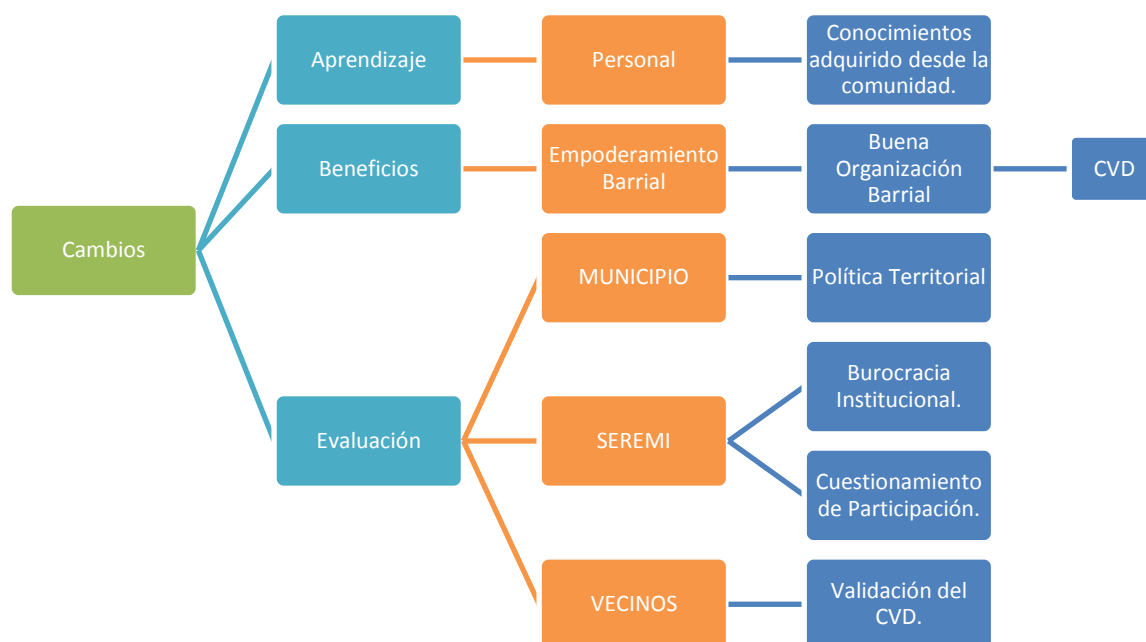 Aprendizaje
Personal
Conocimientos
adquirido desde la
comunidad.
Beneficios
Empoderamiento
Barrial
Buena
Organización
Barrial
CVD
Cambios
MUNICIPIO
Política Territorial
Evaluación
SEREMI
Burocracia
Institucional.
Cuestionamiento
de Participación.
VECINOS
Validación del
CVD.